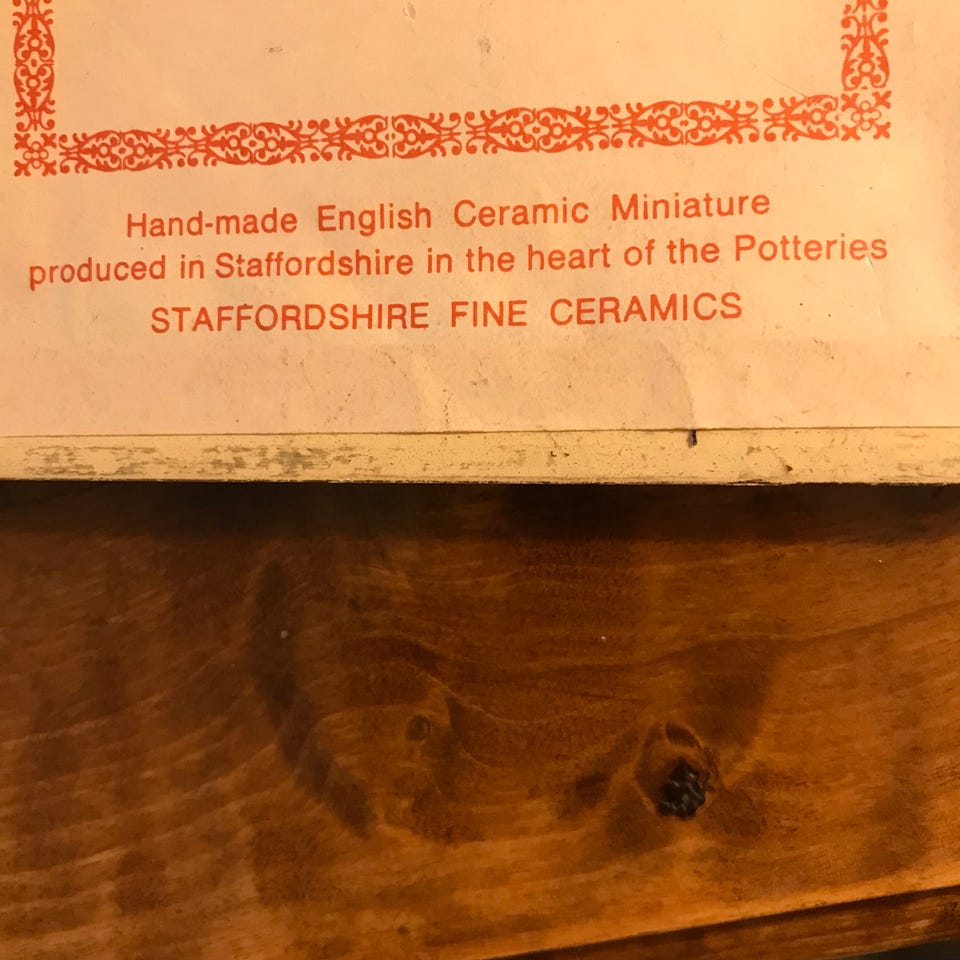 Hand-made English Ceramic Miniature
produced in Staffordshire in the heart of the Potteries
STAFFORDSHIRE FINE CERAMICS